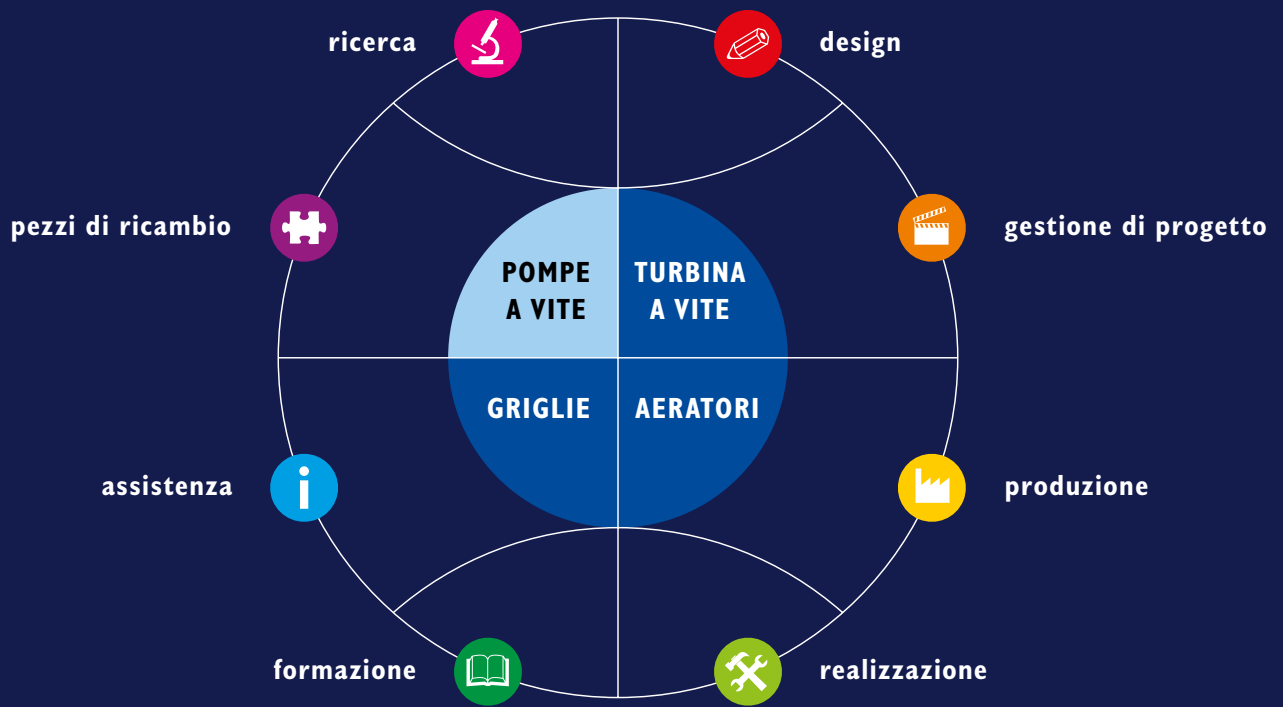 ricerca
design
pezzi di ricambio
gestione di progetto
POMPE
A VITE
TURBINA
A VITE
GRIGLIE
AERATORI
assistenza
produzione
formazione
realizzazione